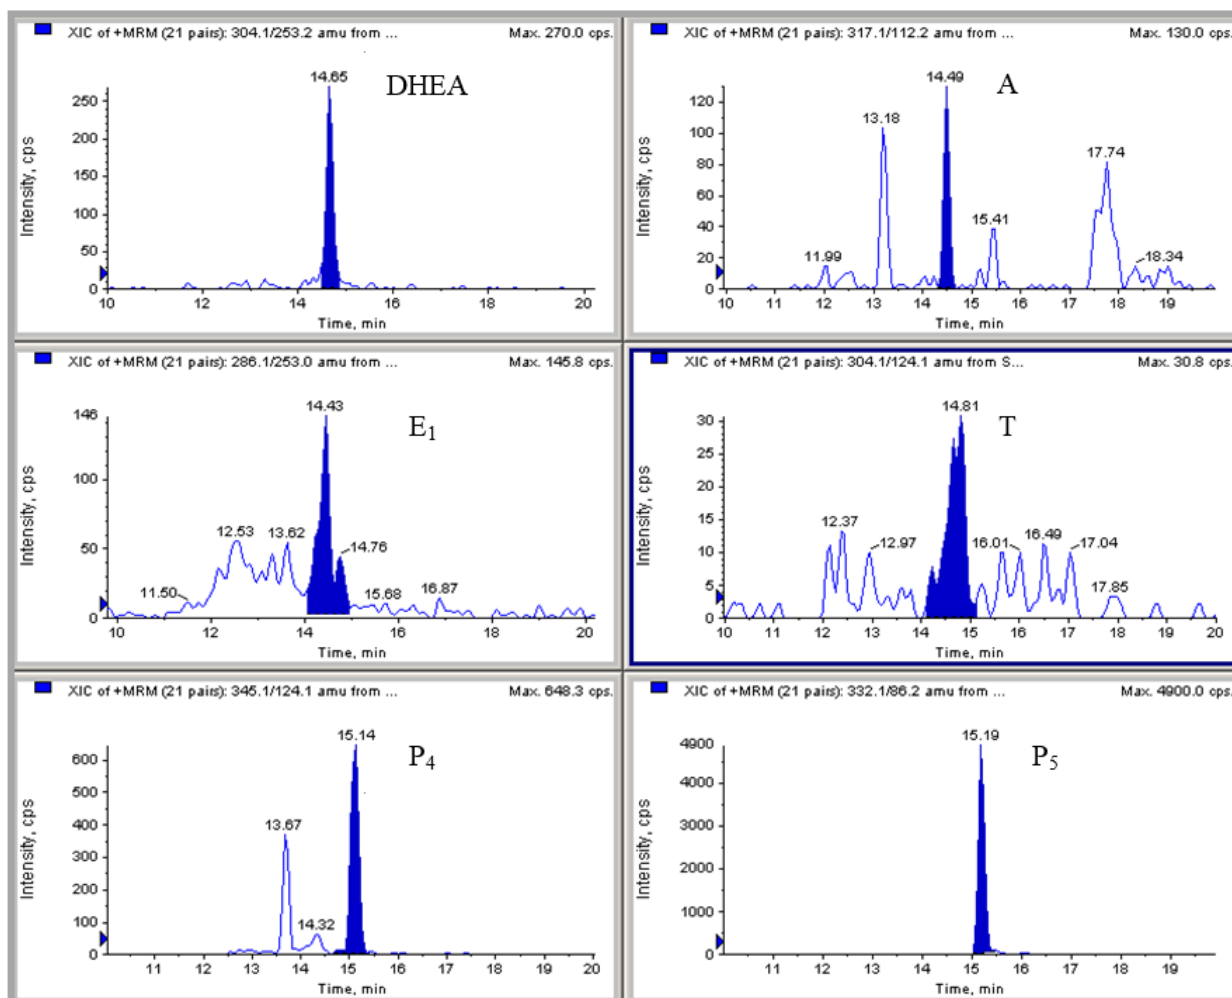 XIC of +MRM (21 pairs): 304.1/253.2 amu from ... Max. 270.0 cps.
DHEA
14.65
250
200
150
100
50
0
Intensity, cps
10 12 14 16 18 20
Time, min
XIC of +MRM (21 pairs): 317.1/112.2 amu from ... Max. 130.0 cps.
A
14.49
13.18
17.74
15.41
11.99
18.34
120
100
80
60
40
20
0
Intensity, cps
10 11 12 13 14 15 16 17 18 19
Time, min
XIC of +MRM (21 pairs): 286.1/253.0 amu from ... Max. 145.8 cps.
E1
14.43
12.53
13.62
14.76
11.50
15.68
16.87
146
100
50
0
Intensity, cps
10 12 14 16 18 20
Time, min
XIC of +MRM (21 pairs): 304.1/124.1 amu from S... Max. 30.8 cps.
T
14.81
12.37
12.97
16.01
16.49
17.04
17.85
30
25
20
15
10
5
0
Intensity, cps
10 11 12 13 14 15 16 17 18 19 20
Time, min
XIC of +MRM (21 pairs): 345.1/124.1 amu from ... Max. 648.3 cps.
P4
15.14
13.67
14.32
600
500
400
300
200
100
0
Intensity, cps
11 12 13 14 15 16 17 18 19 20
Time, min
XIC of +MRM (21 pairs): 332.1/86.2 amu from ... Max. 4900.0 cps.
P5
15.19
4900
4000
3000
2000
1000
0
Intensity, cps
11 12 13 14 15 16 17 18 19
Time, min